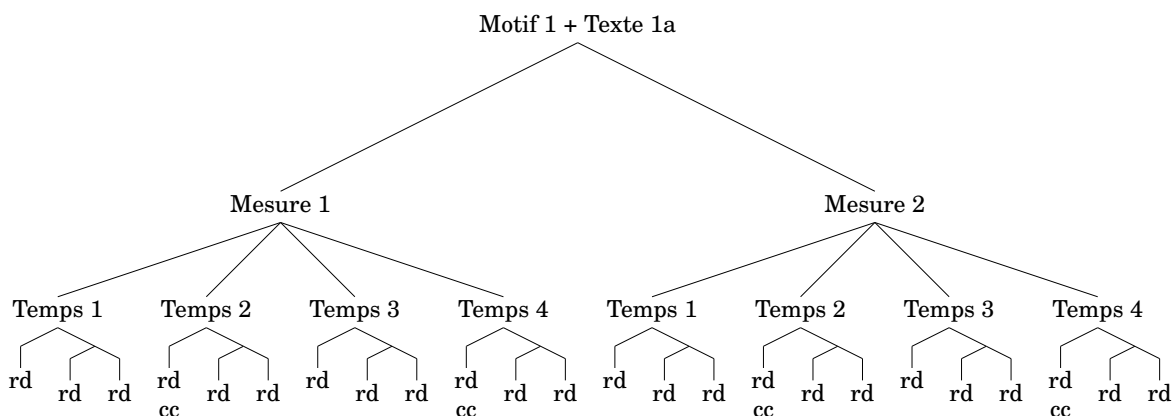 Motif 1 + Texte 1a
Mesure 1 Mesure 2
Temps 1 Temps 2 Temps 3 Temps 4 Temps 1 Temps 2 Temps 3 Temps 4
rd rd rd rd rd rd rd rd
rd rd rd rd rd rd rd rd rd rd rd rd rd rd rd rd
cc cc cc cc